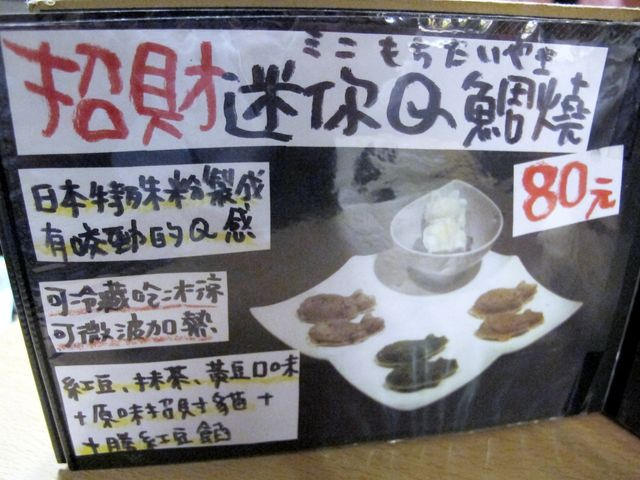 ミニ もちたいやき
招財迷你Q鯛燒
80元
日本特殊粉製成
有咬勁的Q感
可冷藏吃冰涼
可微波加熱
紅豆、抹茶、黃豆口味
+原味招財貓+
+騰紅豆餡